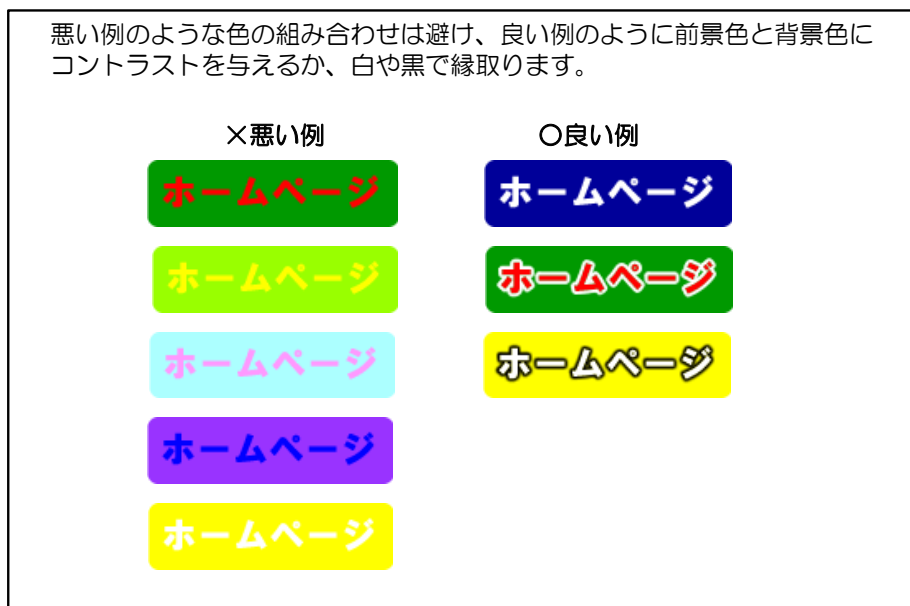 悪い例のような色の組み合わせは避け、良い例のように前景色と背景色に
コントラストを与えるか、白や黒で縁取ります。
×悪い例
ホームページ
ホームページ
ホームページ
ホームページ
ホームページ
〇良い例
ホームページ
ホームページ
ホームページ